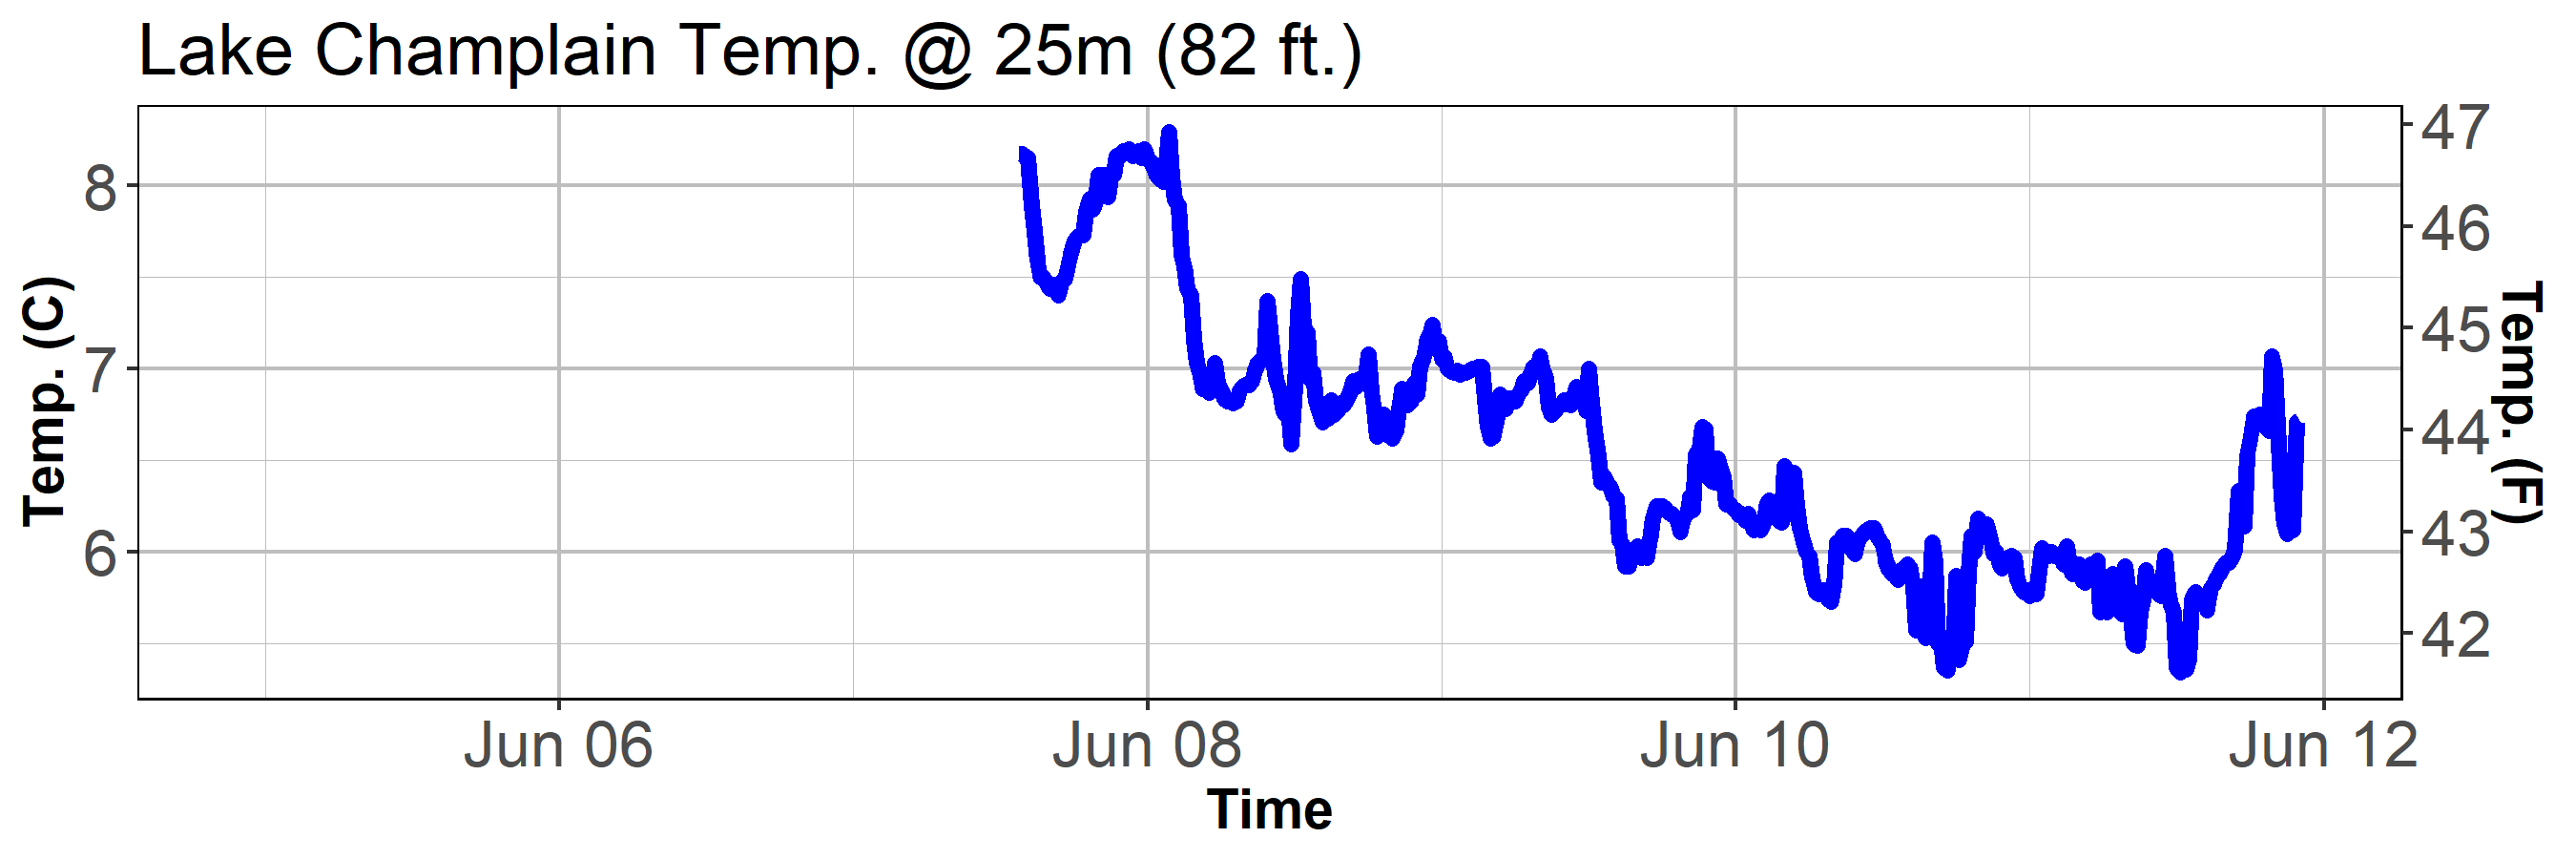 Lake Champlain Temp. @ 25m (82 ft.)
Temp. (C)
8
7
6
47
46
45
44
43
42
Temp. (F)
Jun 06
Jun 08
Jun 10
Jun 12
Time